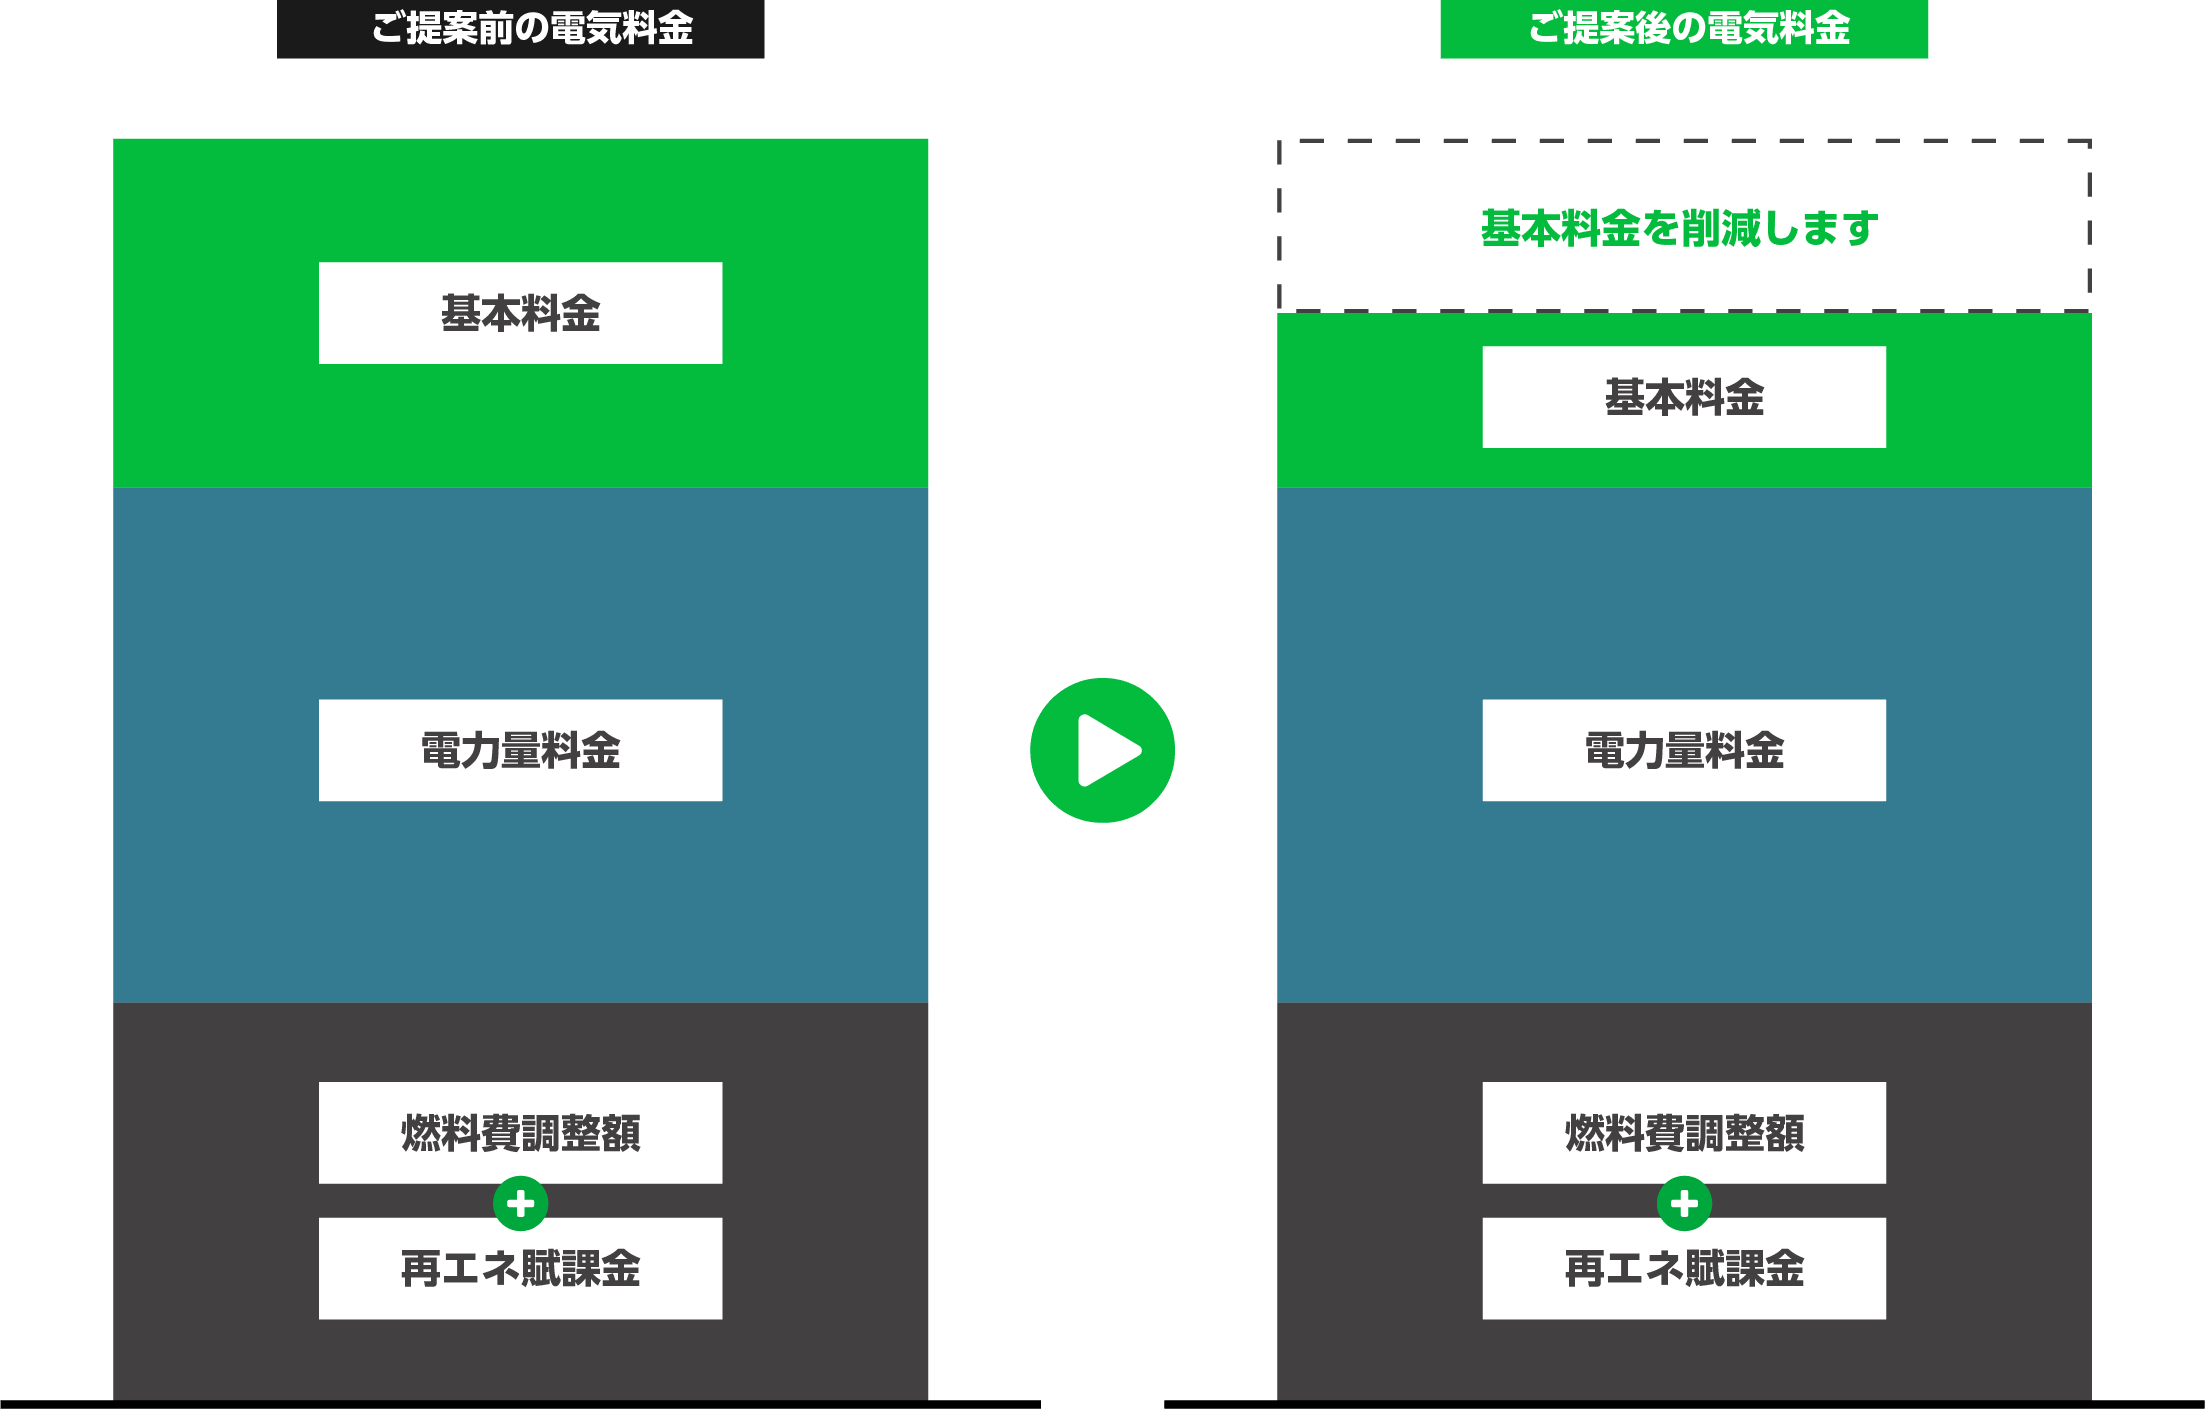 ご提案前の電気料金
基本料金
電力量料金
燃料費調整額
再エネ賦課金
ご提案後の電気料金
基本料金を削減します
基本料金
電力量料金
燃料費調整額
再エネ賦課金